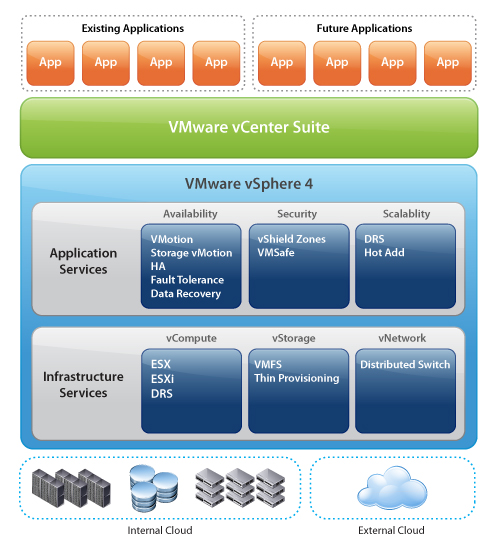 Existing Applications
Future Applications
App
App
App
App
App
App
App
App
VMware vCenter Suite
VMware vSphere 4
Availability
Security
Scalablity
Application
Services
VMotion
Storage vMotion
HA
Fault Tolerance
Data Recovery
vShield Zones
VMSafe
DRS
Hot Add
vCompute
vStorage
vNetwork
Infrastructure
Services
ESX
ESXi
DRS
VMFS
Thin Provisioning
Distributed Switch
Internal Cloud
External Cloud